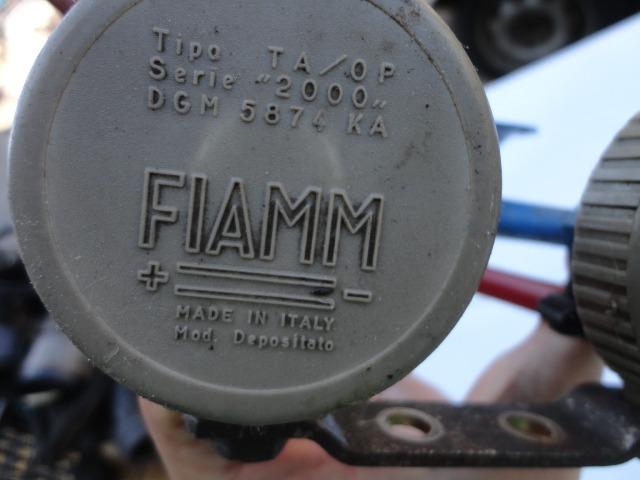 Tipo TA/OP
Serie "2000"
DGM 5874 KA
FIAMM
+ -
MADE IN ITALY
Mod. Depositato